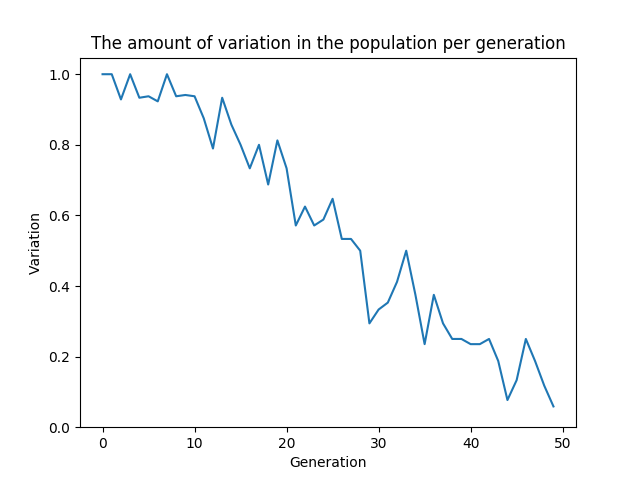 The amount of variation in the population per generation
1.0
0.8
0.6
0.4
0.2
0.0
Variation
0 10 20 30 40 50
Generation